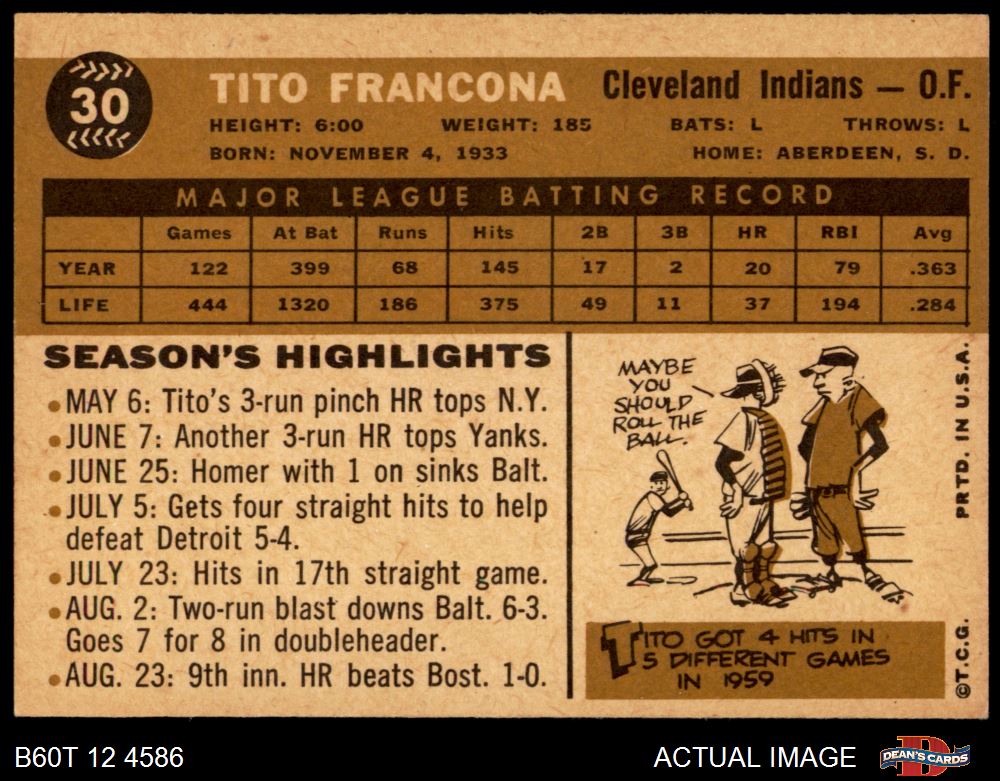 30
TITO FRANCONA Cleveland Indians — O.F.
HEIGHT: 6:00 WEIGHT: 185 BATS: L THROWS: L
BORN: NOVEMBER 4, 1933 HOME: ABERDEEN, S. D.
MAJOR LEAGUE BATTING RECORD
Games At Bat Runs Hits 2B 3B HR RBI Avg
YEAR 122 399 68 145 17 2 20 79 .363
LIFE 444 1320 186 375 49 11 37 194 .284
SEASON'S HIGHLIGHTS
• MAY 6: Tito's 3-run pinch HR tops N.Y.
• JUNE 7: Another 3-run HR tops Yanks.
• JUNE 25: Homer with 1 on sinks Balt.
• JULY 5: Gets four straight hits to help
defeat Detroit 5-4.
• JULY 23: Hits in 17th straight game.
• AUG. 2: Two-run blast downs Balt. 6-3.
Goes 7 for 8 in doubleheader.
• AUG. 23: 9th inn. HR beats Bost. 1-0.
MAYBE
YOU
SHOULD
ROLL THE
BALL.
TITO GOT 4 HITS IN
5 DIFFERENT GAMES
IN 1959
PRTD. IN U.S.A.
©T.C.G.
B60T 12 4586 ACTUAL IMAGE
D
DEAN'S CARDS